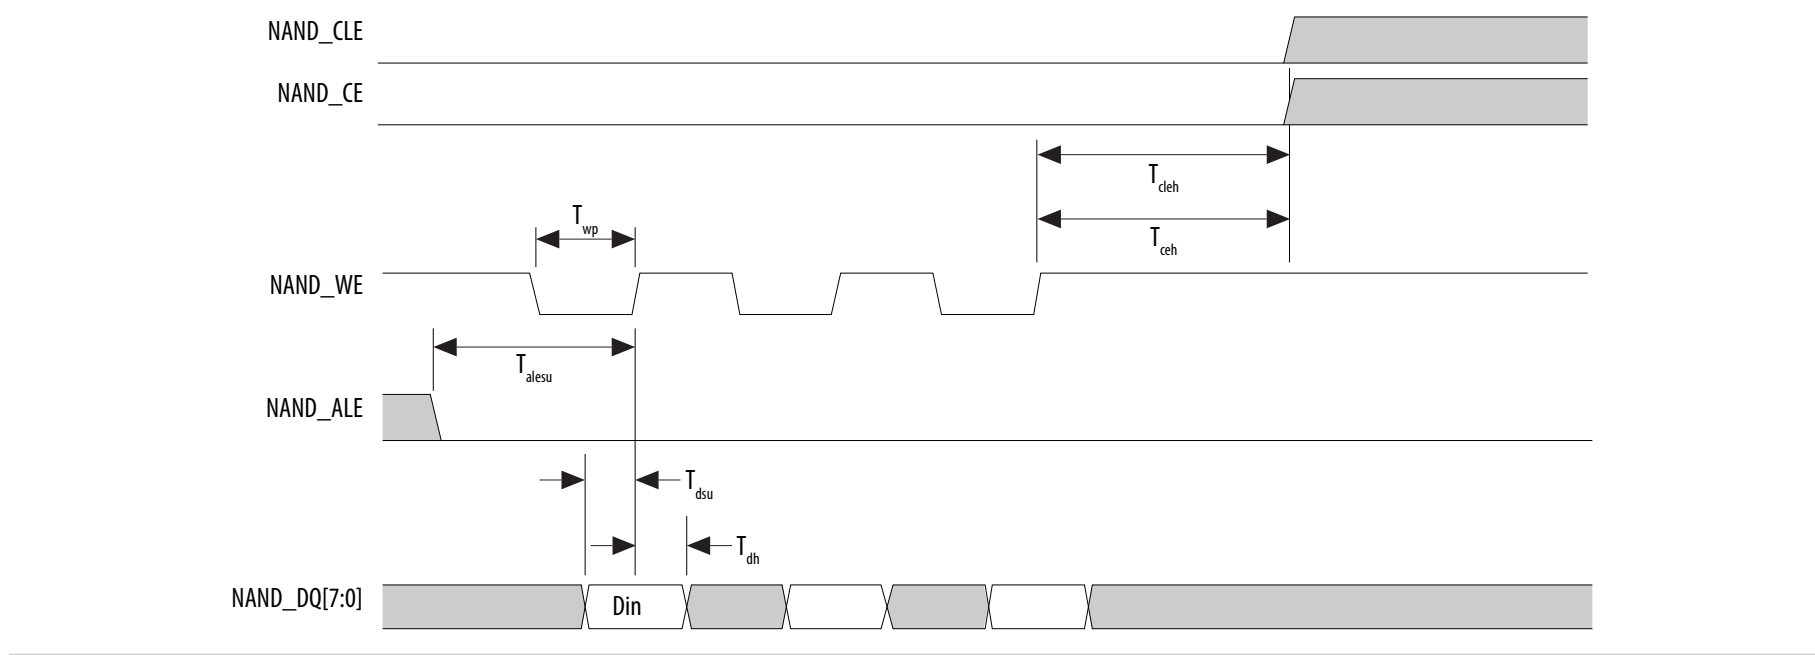 NAND_CLE
NAND_CE
T_cleh
T_wp
T_ceh
NAND_WE
T_alesu
NAND_ALE
T_dsu
T_dh
NAND_DQ[7:0]
Din